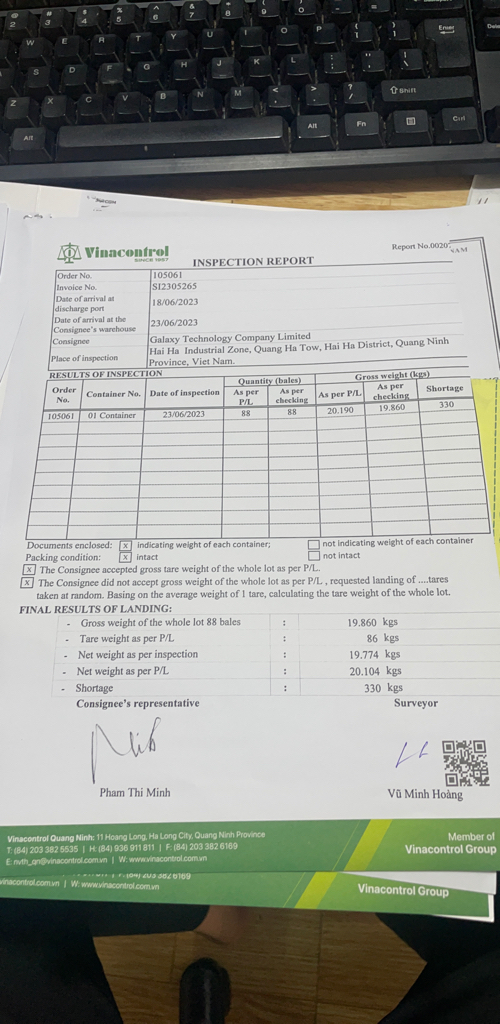 Enter
Shift
Alt
Alt
Fn
Ctrl
Vinacontrol
SINCE 1957
Report No.0020
NAM
INSPECTION REPORT
Order No. 105061
Invoice No. SI2305265
Date of arrival at discharge port 18/06/2023
Date of arrival at the Consignee's warehouse 23/06/2023
Consignee Galaxy Technology Company Limited
Place of inspection Hai Ha Industrial Zone, Quang Ha Tow, Hai Ha District, Quang Ninh Province, Viet Nam.
RESULTS OF INSPECTION
Order No. Container No. Date of inspection Quantity (bales) Gross weight (kgs)
As per P/L As per checking As per P/L As per checking Shortage
105061 01 Container 23/06/2023 88 88 20.190 19.860 330
Documents enclosed: x indicating weight of each container; not indicating weight of each container
Packing condition: x intact not intact
x The Consignee accepted gross tare weight of the whole lot as per P/L.
x The Consignee did not accept gross weight of the whole lot as per P/L , requested landing of ....tares
taken at random. Basing on the average weight of 1 tare, calculating the tare weight of the whole lot.
FINAL RESULTS OF LANDING:
- Gross weight of the whole lot 88 bales : 19.860 kgs
- Tare weight as per P/L : 86 kgs
- Net weight as per inspection : 19.774 kgs
- Net weight as per P/L : 20.104 kgs
- Shortage : 330 kgs
Consignee's representative Surveyor
Pham Thi Minh Vũ Minh Hoàng
Vinacontrol Quang Ninh: 11 Hoang Long, Ha Long City, Quang Ninh Province
T: (84) 203 382 5535 | H: (84) 936 911 811 | F: (84) 203 382 6169
E: nvth_qn@vinacontrol.com.vn | W: www.vinacontrol.com.vn
Member of
Vinacontrol Group
F: (84) 203 382 6169
vinacontrol.com.vn | W: www.vinacontrol.com.vn
Vinacontrol Group